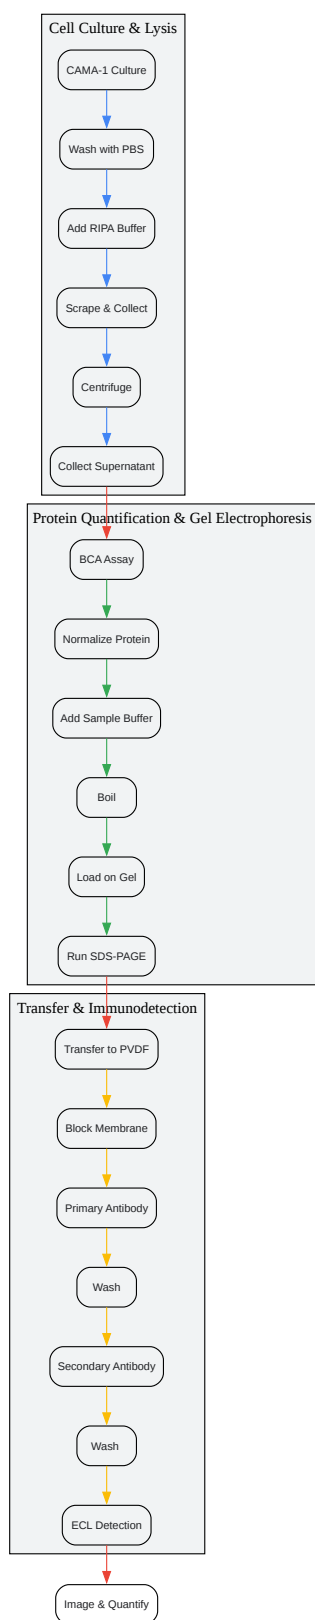 Cell Culture & Lysis
CAMA-1 Culture
Wash with PBS
Add RIPA Buffer
Scrape & Collect
Centrifuge
Collect Supernatant
Protein Quantification & Gel Electrophoresis
BCA Assay
Normalize Protein
Add Sample Buffer
Boil
Load on Gel
Run SDS-PAGE
Transfer & Immunodetection
Transfer to PVDF
Block Membrane
Primary Antibody
Wash
Secondary Antibody
Wash
ECL Detection
Image & Quantify